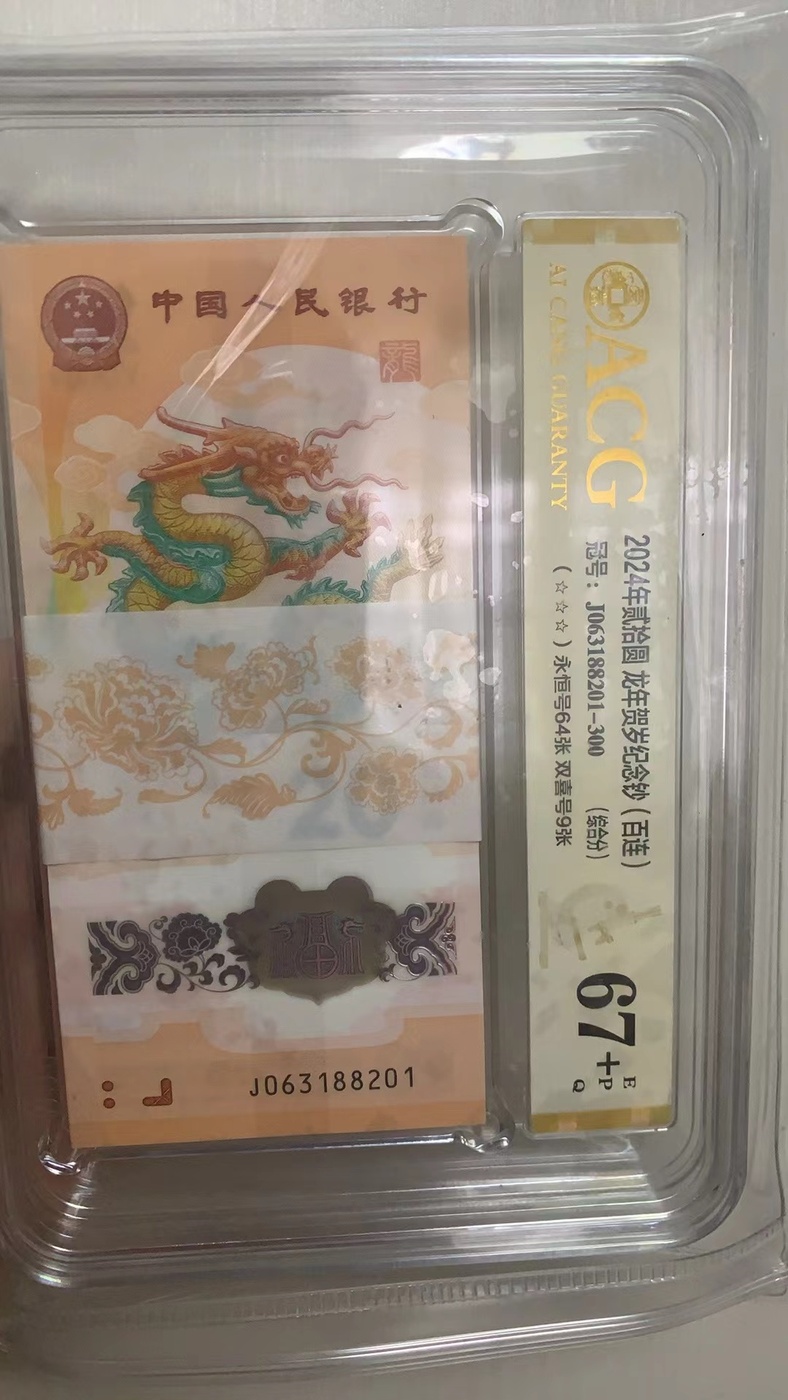 中国人民银行
龍
J063188201
ACG
AI CANG GUARANTY
2024年贰拾圆 龙年贺岁纪念钞（百连）
冠号：J063188201-300 （综合分）
（☆☆☆）永恒号64张 双喜号9张
67+
E
P
Q